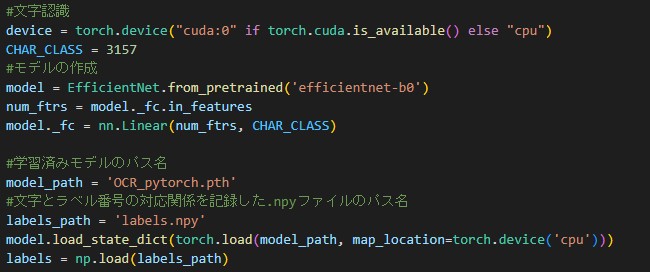 #文字認識
device = torch.device("cuda:0" if torch.cuda.is_available() else "cpu")
CHAR_CLASS = 3157
#モデルの作成
model = EfficientNet.from_pretrained('efficientnet-b0')
num_ftrs = model._fc.in_features
model._fc = nn.Linear(num_ftrs, CHAR_CLASS)
#学習済みモデルのパス名
model_path = 'OCR_pytorch.pth'
#文字とラベル番号の対応関係を記録した.npyファイルのパス名
labels_path = 'labels.npy'
model.load_state_dict(torch.load(model_path, map_location=torch.device('cpu')))
labels = np.load(labels_path)